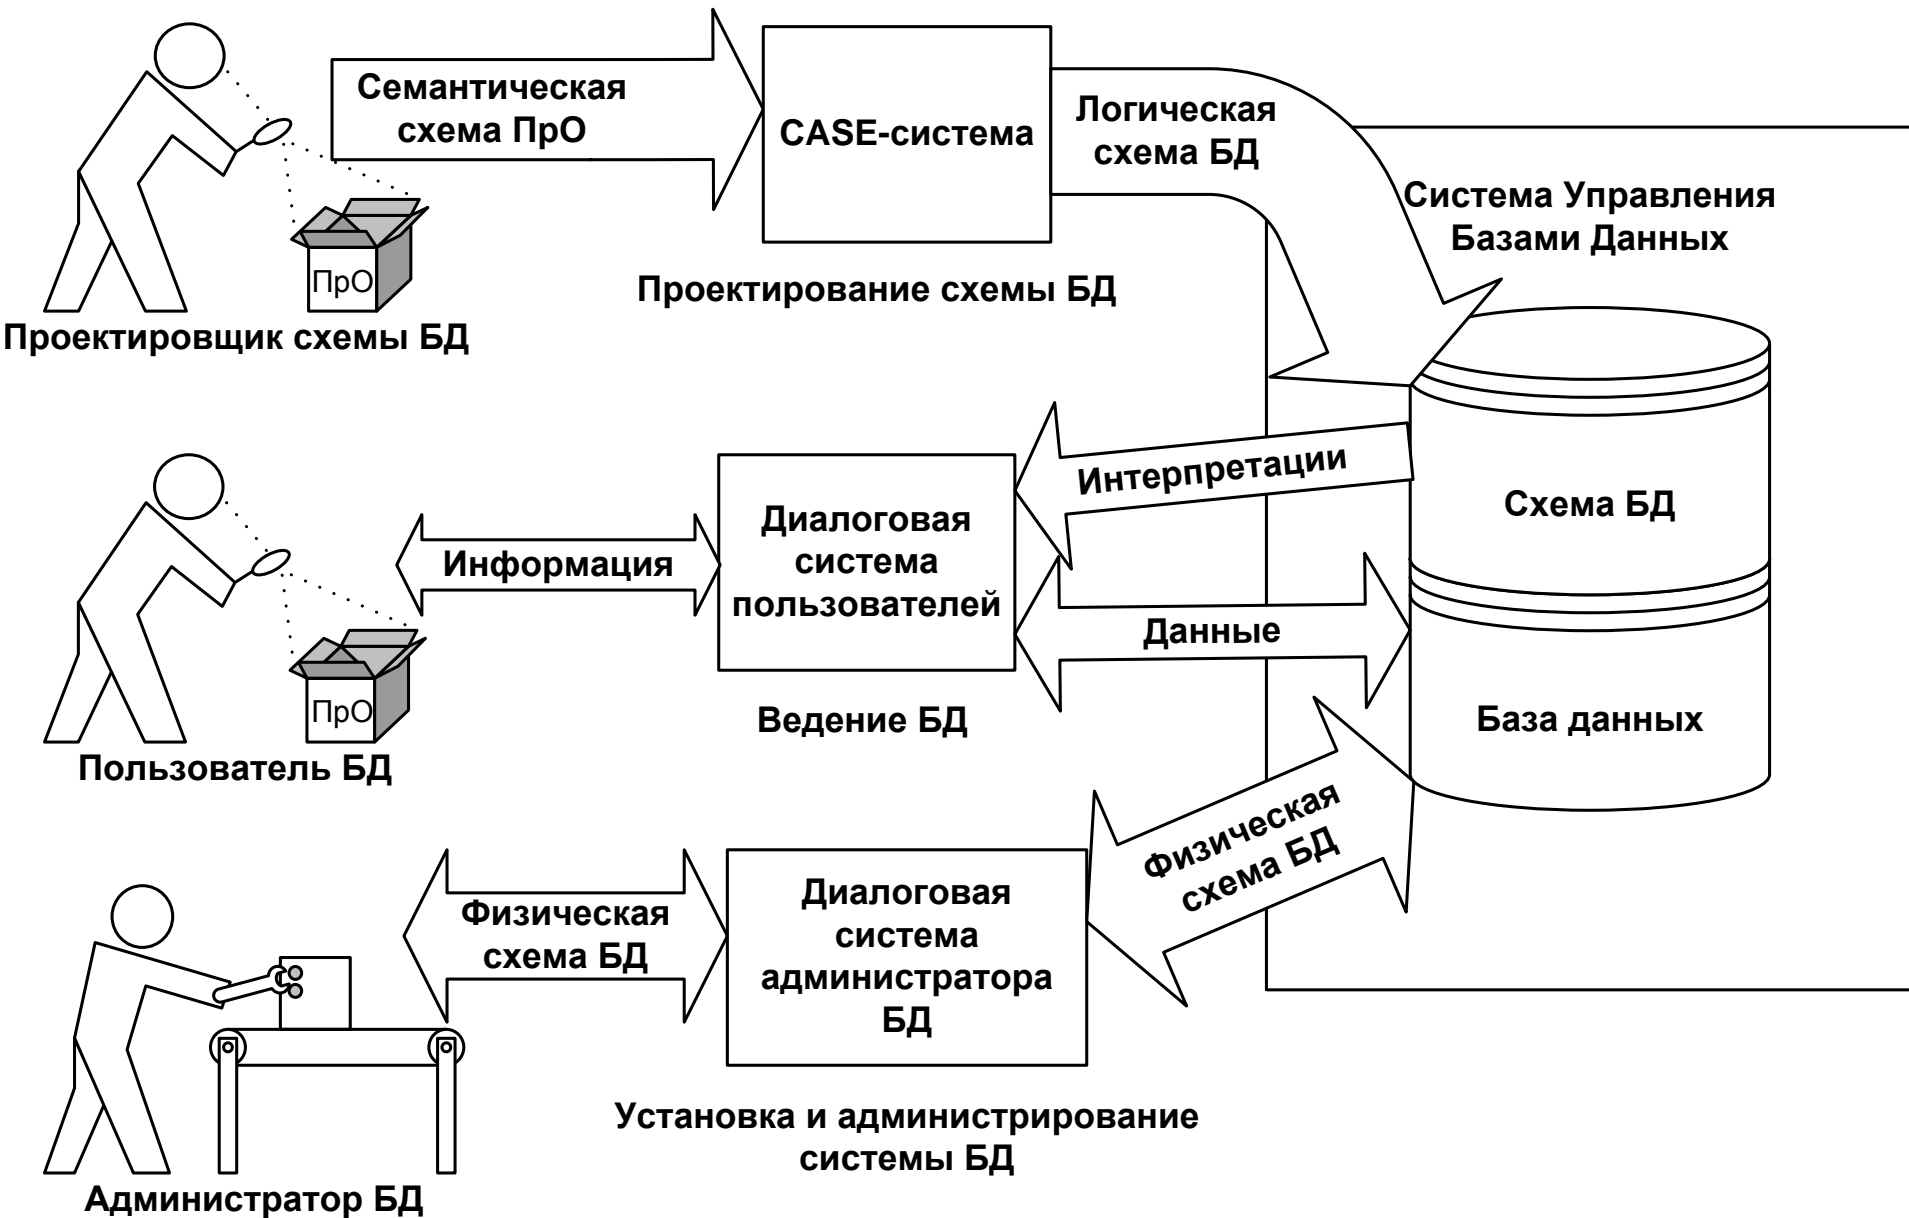 Семантическая
схема ПрО
CASE-система
Логическая
схема БД
Система Управления
Базами Данных
ПрО
Проектирование схемы БД
Проектировщик схемы БД
Интерпретации
Схема БД
Диалоговая
система
пользователей
Информация
Данные
База данных
ПрО
Ведение БД
Пользователь БД
Физическая
схема БД
Физическая
схема БД
Диалоговая
система
администратора
БД
Установка и администрирование
системы БД
Администратор БД